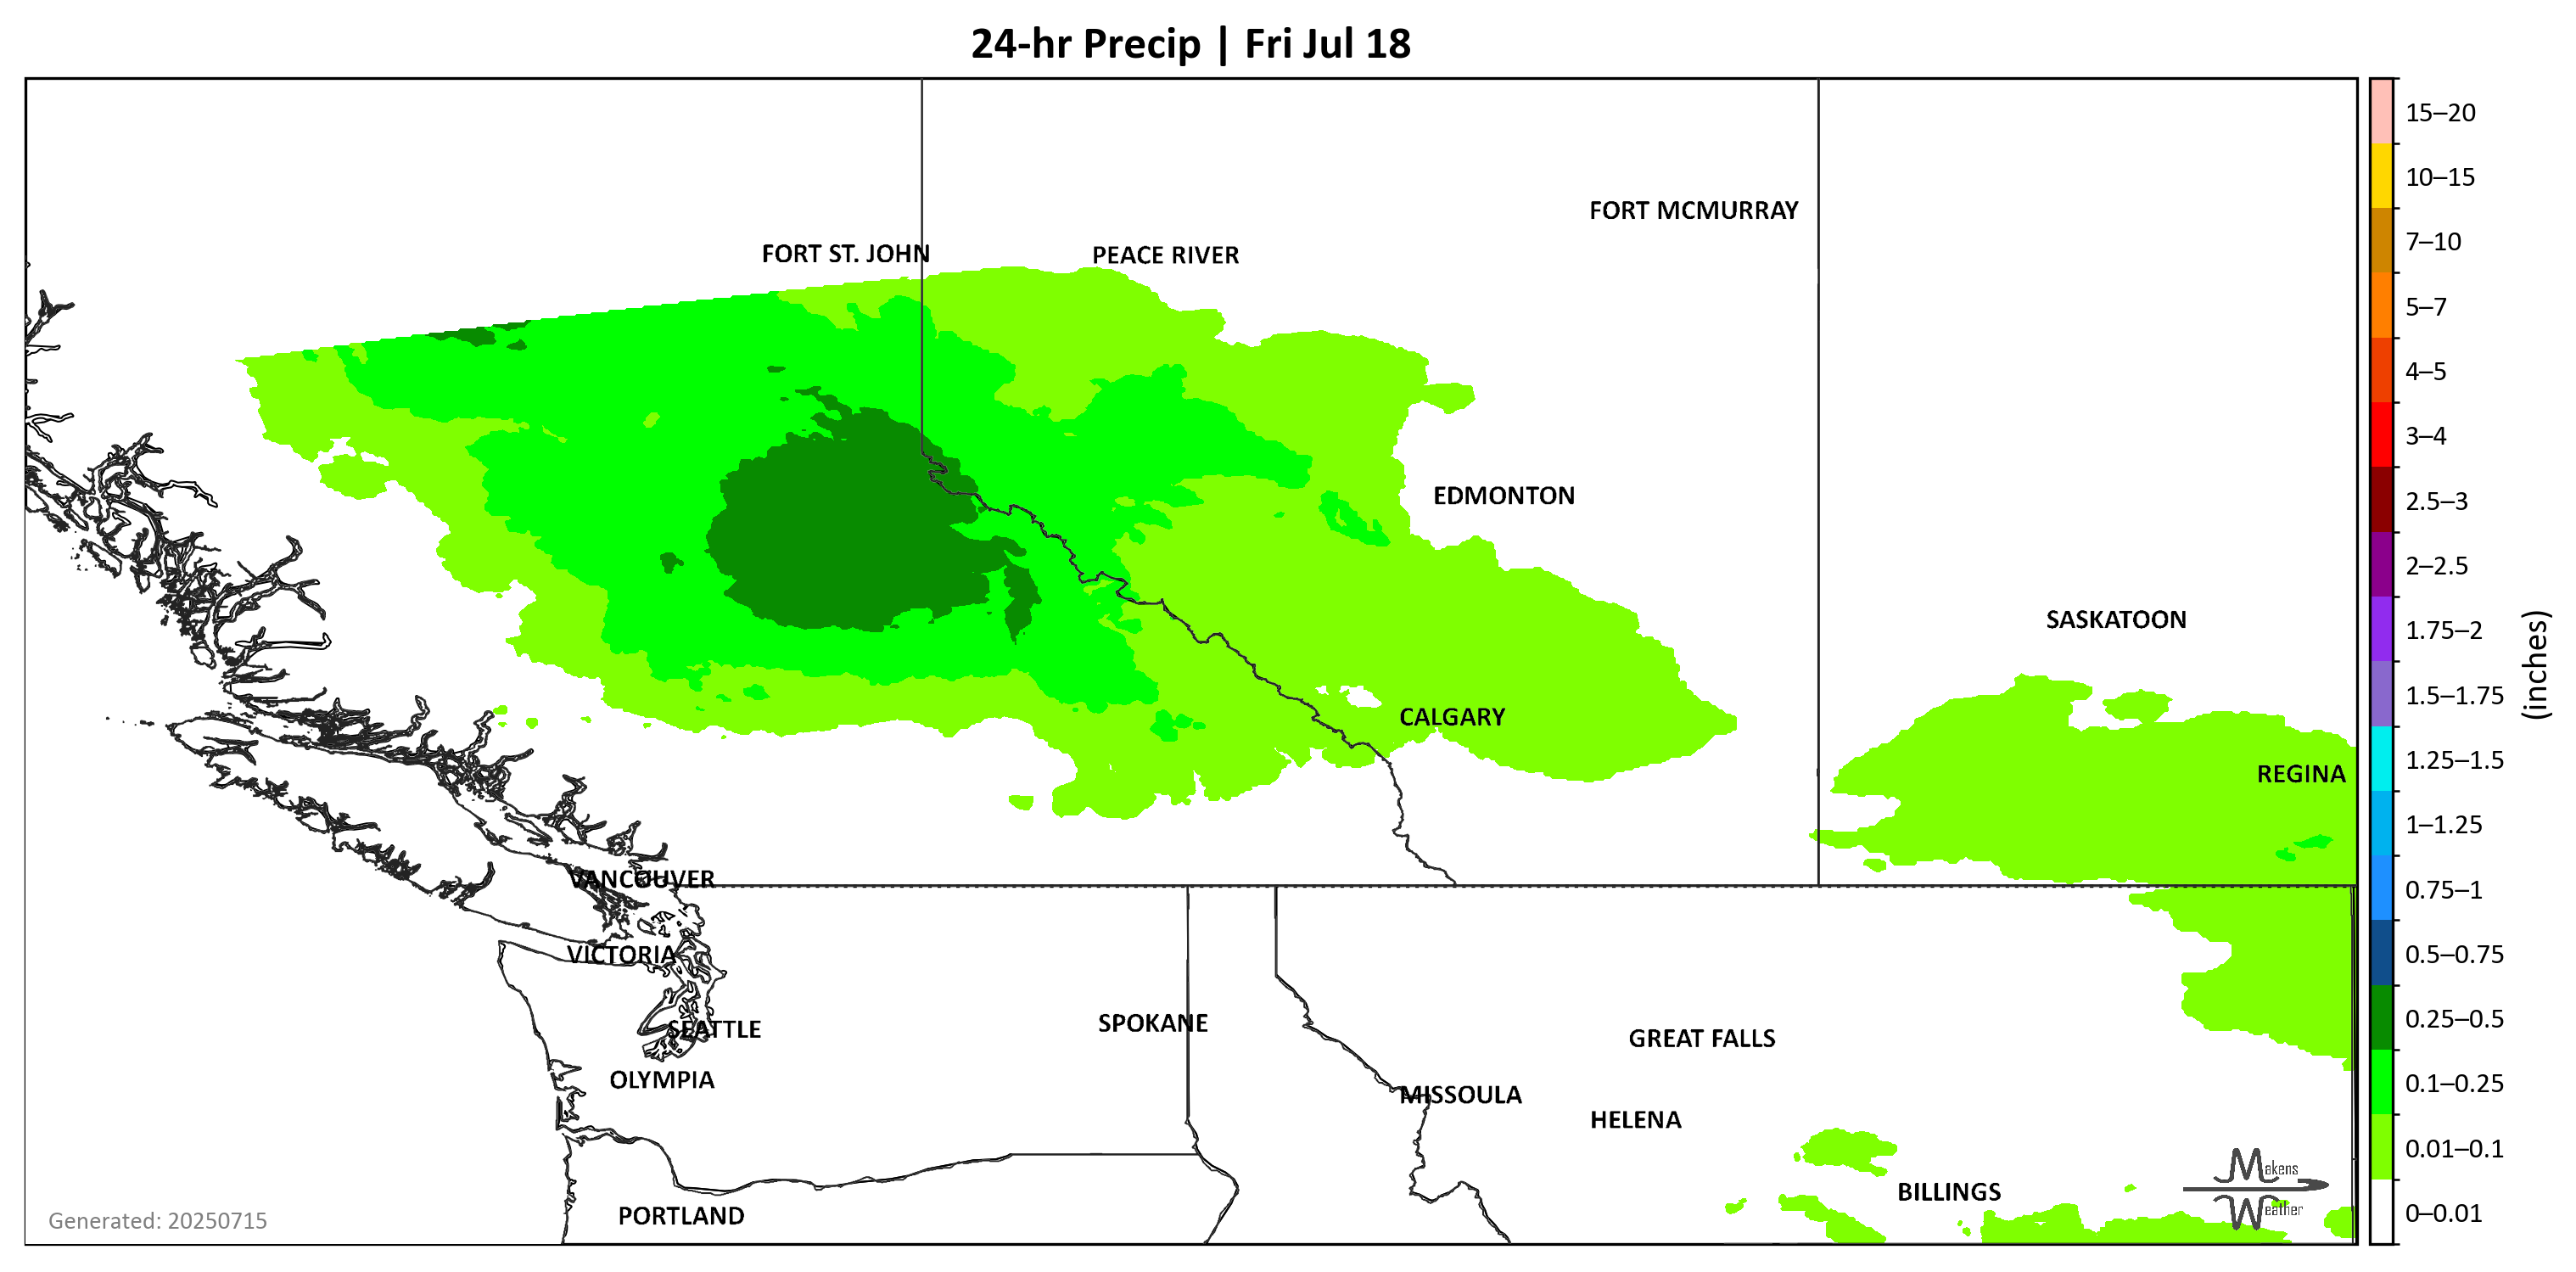 24-hr Precip | Fri Jul 18
FORT MCMURRAY
FORT ST. JOHN
PEACE RIVER
EDMONTON
SASKATOON
CALGARY
REGINA
VANCOUVER
VICTORIA
SEATTLE
SPOKANE
GREAT FALLS
OLYMPIA
MISSOULA
HELENA
BILLINGS
PORTLAND
Generated: 20250715
Makens
Weather
15–20
10–15
7–10
5–7
4–5
3–4
2.5–3
2–2.5
1.75–2
1.5–1.75
1.25–1.5
1–1.25
0.75–1
0.5–0.75
0.25–0.5
0.1–0.25
0.01–0.1
0–0.01
(inches)